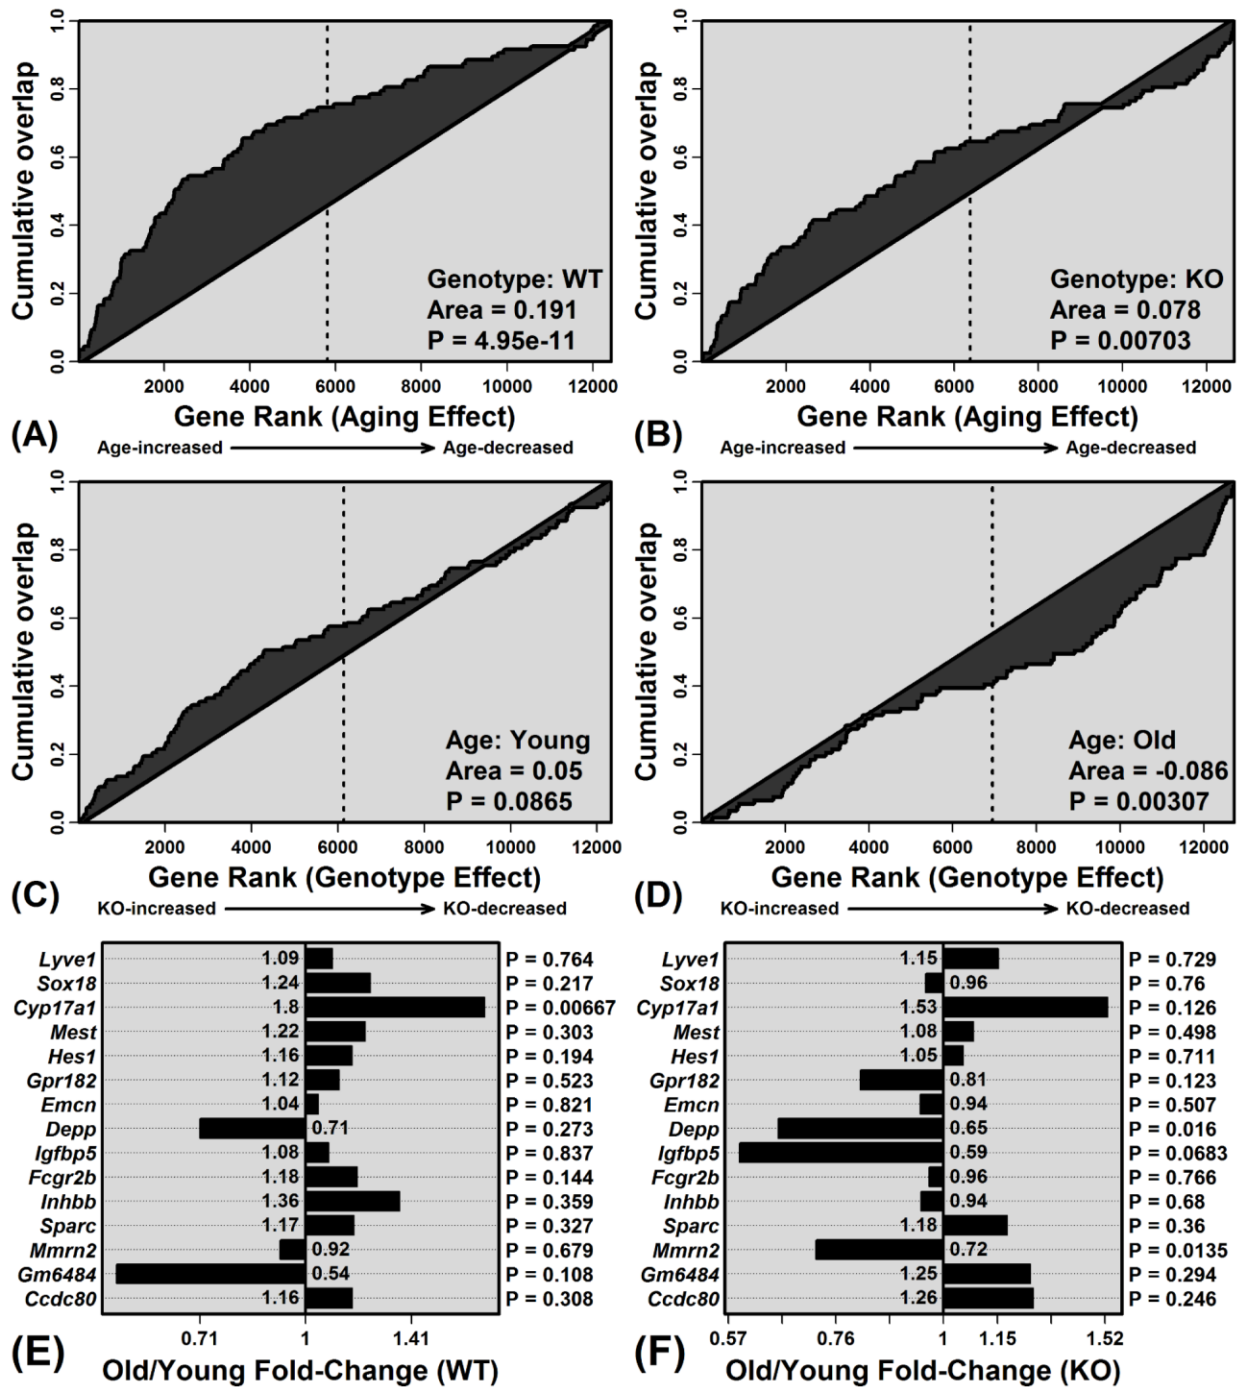 Cumulative overlap
0.0 0.2 0.4 0.6 0.8 1.0
Genotype: WT
Area = 0.191
P = 4.95e-11
2000 4000 6000 8000 10000 12000
Gene Rank (Aging Effect)
(A)
Age-increased Age-decreased
Cumulative overlap
0.0 0.2 0.4 0.6 0.8 1.0
Genotype: KO
Area = 0.078
P = 0.00703
2000 4000 6000 8000 10000 12000
Gene Rank (Aging Effect)
(B)
Age-increased Age-decreased
Cumulative overlap
0.0 0.2 0.4 0.6 0.8 1.0
Age: Young
Area = 0.05
P = 0.0865
2000 4000 6000 8000 10000 12000
Gene Rank (Genotype Effect)
(C)
KO-increased KO-decreased
Cumulative overlap
0.0 0.2 0.4 0.6 0.8 1.0
Age: Old
Area = -0.086
P = 0.00307
2000 4000 6000 8000 10000 12000
Gene Rank (Genotype Effect)
(D)
KO-increased KO-decreased
Lyve1 1.09 P = 0.764
Sox18 1.24 P = 0.217
Cyp17a1 1.8 P = 0.00667
Mest 1.22 P = 0.303
Hes1 1.16 P = 0.194
Gpr182 1.12 P = 0.523
Emcn 1.04 P = 0.821
Depp 0.71 P = 0.273
Igfbp5 1.08 P = 0.837
Fcgr2b 1.18 P = 0.144
Inhbb 1.36 P = 0.359
Sparc 1.17 P = 0.327
Mmrn2 0.92 P = 0.679
Gm6484 0.54 P = 0.108
Ccdc80 1.16 P = 0.308
0.71 1 1.41
(E) Old/Young Fold-Change (WT)
Lyve1 1.15 P = 0.729
Sox18 0.96 P = 0.76
Cyp17a1 1.53 P = 0.126
Mest 1.08 P = 0.498
Hes1 1.05 P = 0.711
Gpr182 0.81 P = 0.123
Emcn 0.94 P = 0.507
Depp 0.65 P = 0.016
Igfbp5 0.59 P = 0.0683
Fcgr2b 0.96 P = 0.766
Inhbb 0.94 P = 0.68
Sparc 1.18 P = 0.36
Mmrn2 0.72 P = 0.0135
Gm6484 1.25 P = 0.294
Ccdc80 1.26 P = 0.246
0.57 0.76 1 1.15 1.52
(F) Old/Young Fold-Change (KO)